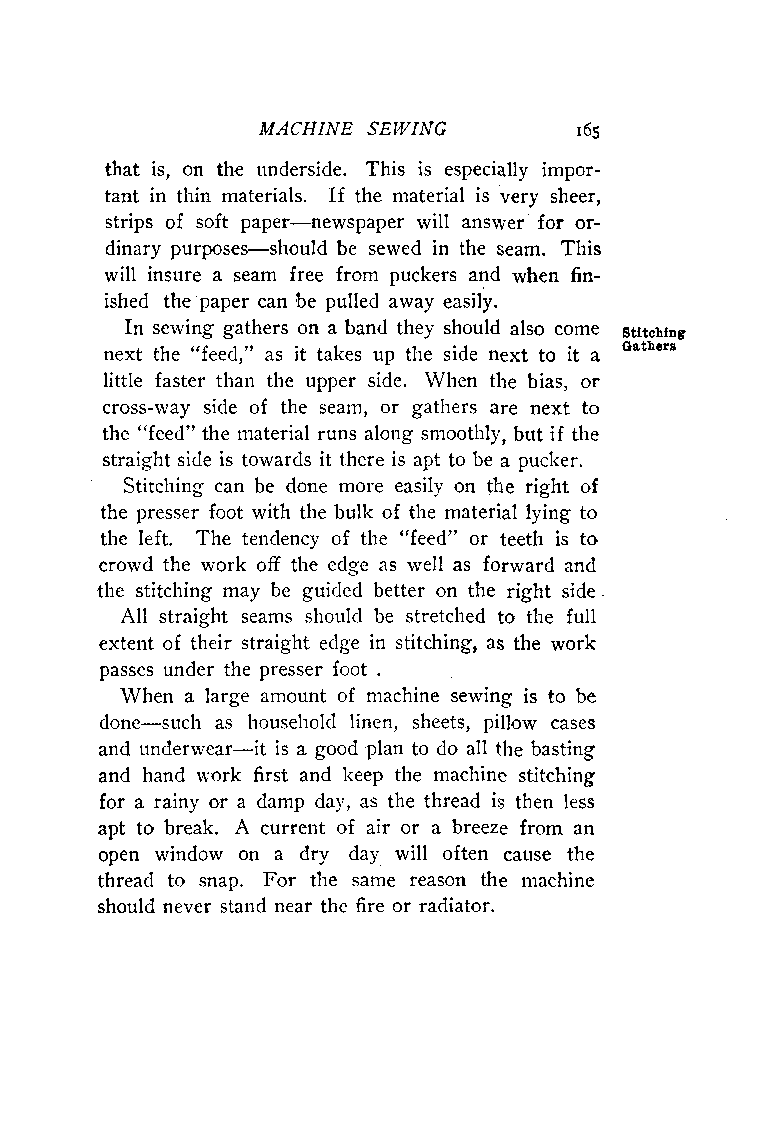 MACHINE SEWING 165
that is, on the underside. This is especially impor-
tant in thin materials. If the material is very sheer,
strips of soft paper—newspaper will answer for or-
dinary purposes—should be sewed in the seam. This
will insure a seam free from puckers and when fin-
ished the paper can be pulled away easily.
In sewing gathers on a band they should also come
Stitching
Gathers
next the "feed," as it takes up the side next to it a
little faster than the upper side. When the bias, or
cross-way side of the seam, or gathers are next to
the "feed" the material runs along smoothly, but if the
straight side is towards it there is apt to be a pucker.
Stitching can be done more easily on the right of
the presser foot with the bulk of the material lying to
the left. The tendency of the "feed" or teeth is to
crowd the work off the edge as well as forward and
the stitching may be guided better on the right side.
All straight seams should be stretched to the full
extent of their straight edge in stitching, as the work
passes under the presser foot .
When a large amount of machine sewing is to be
done—such as household linen, sheets, pillow cases
and underwear—it is a good plan to do all the basting
and hand work first and keep the machine stitching
for a rainy or a damp day, as the thread is then less
apt to break. A current of air or a breeze from an
open window on a dry day will often cause the
thread to snap. For the same reason the machine
should never stand near the fire or radiator.